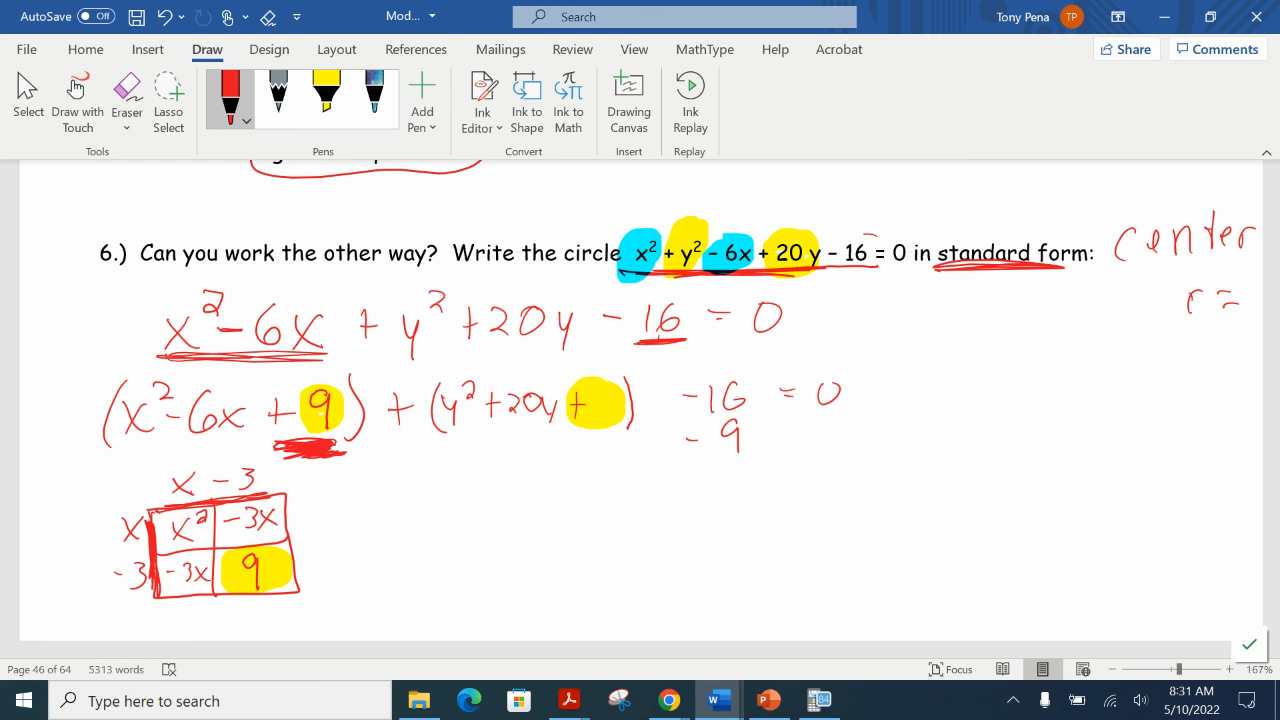 AutoSave Off Mod... Search Tony Pena TP
File Home Insert Draw Design Layout References Mailings Review View MathType Help Acrobat Share Comments
Select Draw with Touch Eraser Lasso Select Add Pen Ink Editor Ink to Shape Ink to Math Drawing Canvas Ink Replay
Tools Pens Convert Insert Replay
6.) Can you work the other way? Write the circle x² + y² - 6x + 20y - 16 = 0 in standard form: center
r =
x² - 6x + y² + 20y - 16 = 0
(x² - 6x + 9) + (y² + 20y + ) - 16 = 0
- 9
x - 3
x x² - 3x
- 3 - 3x 9
Page 46 of 64 5313 words Focus 167%
Type here to search 8:31 AM
5/10/2022